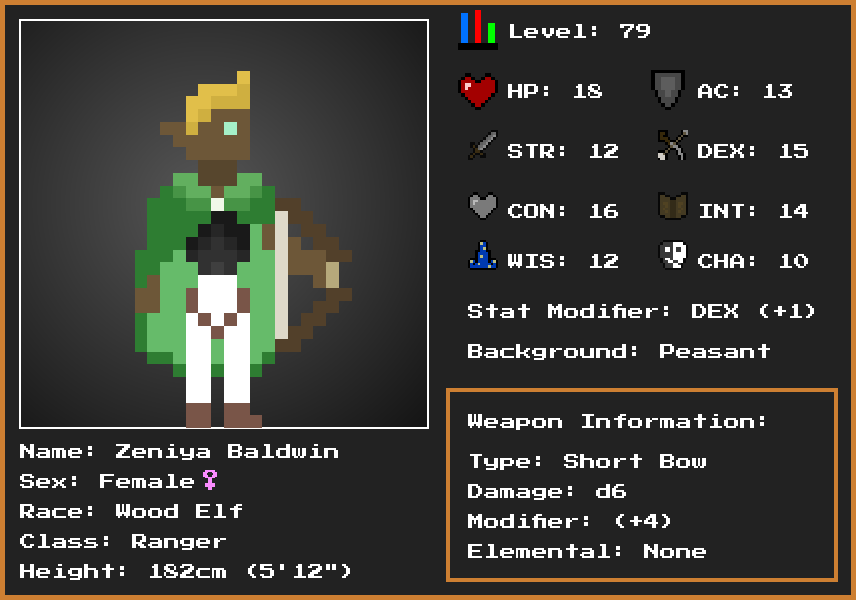 Level: 79
HP: 18
AC: 13
STR: 12
DEX: 15
CON: 16
INT: 14
WIS: 12
CHA: 10
Stat Modifier: DEX (+1)
Background: Peasant
Weapon Information:
Type: Short Bow
Damage: d6
Modifier: (+4)
Elemental: None
Name: Zeniya Baldwin
Sex: Female♀
Race: Wood Elf
Class: Ranger
Height: 182cm (5'12")